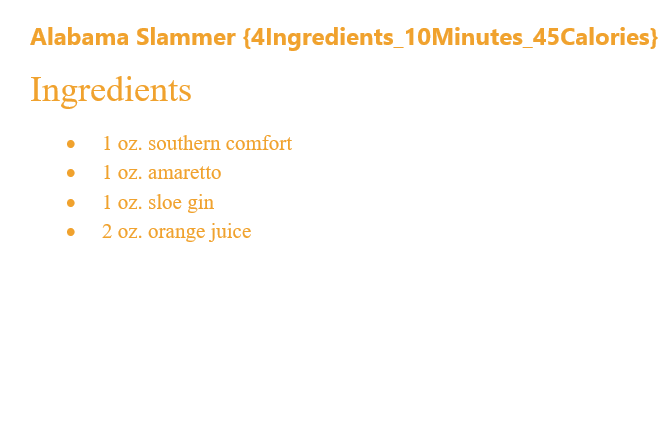 Alabama Slammer {4Ingredients_10Minutes_45Calories}
Ingredients
• 1 oz. southern comfort
• 1 oz. amaretto
• 1 oz. sloe gin
• 2 oz. orange juice